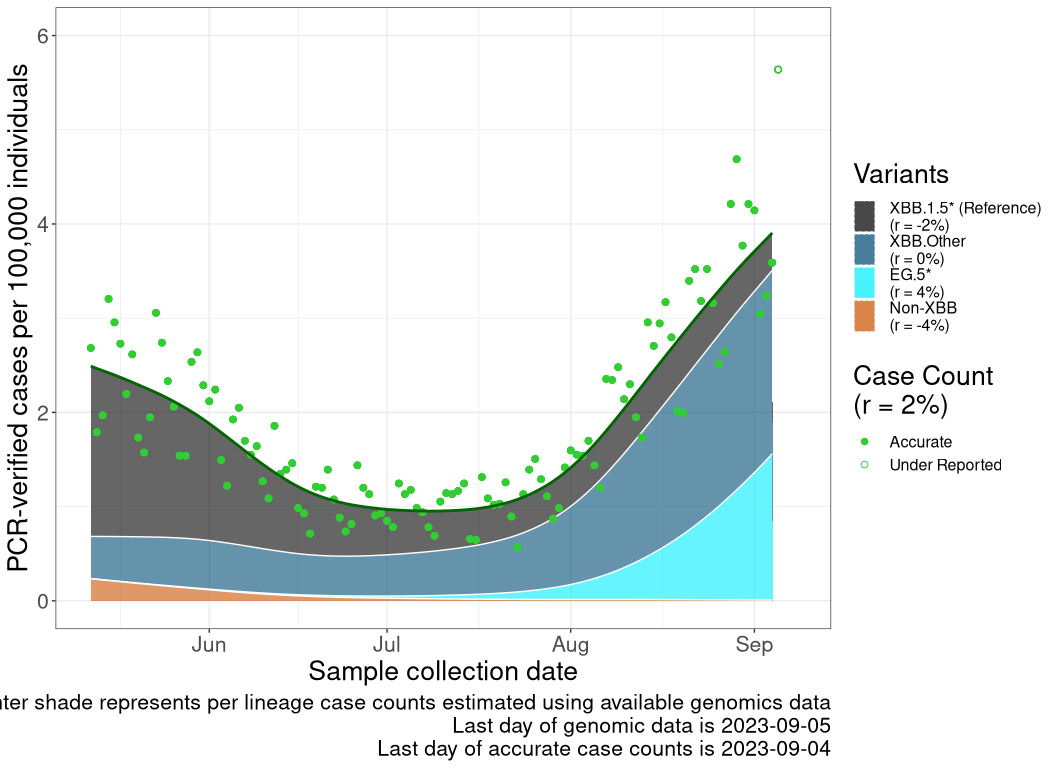 PCR-verified cases per 100,000 individuals
6
4
2
0
Jun Jul Aug Sep
Sample collection date
shade represents per lineage case counts estimated using available genomics data
Last day of genomic data is 2023-09-05
Last day of accurate case counts is 2023-09-04
Variants
XBB.1.5* (Reference)
(r = -2%)
XBB.Other
(r = 0%)
EG.5*
(r = 4%)
Non-XBB
(r = -4%)
Case Count
(r = 2%)
Accurate
Under Reported